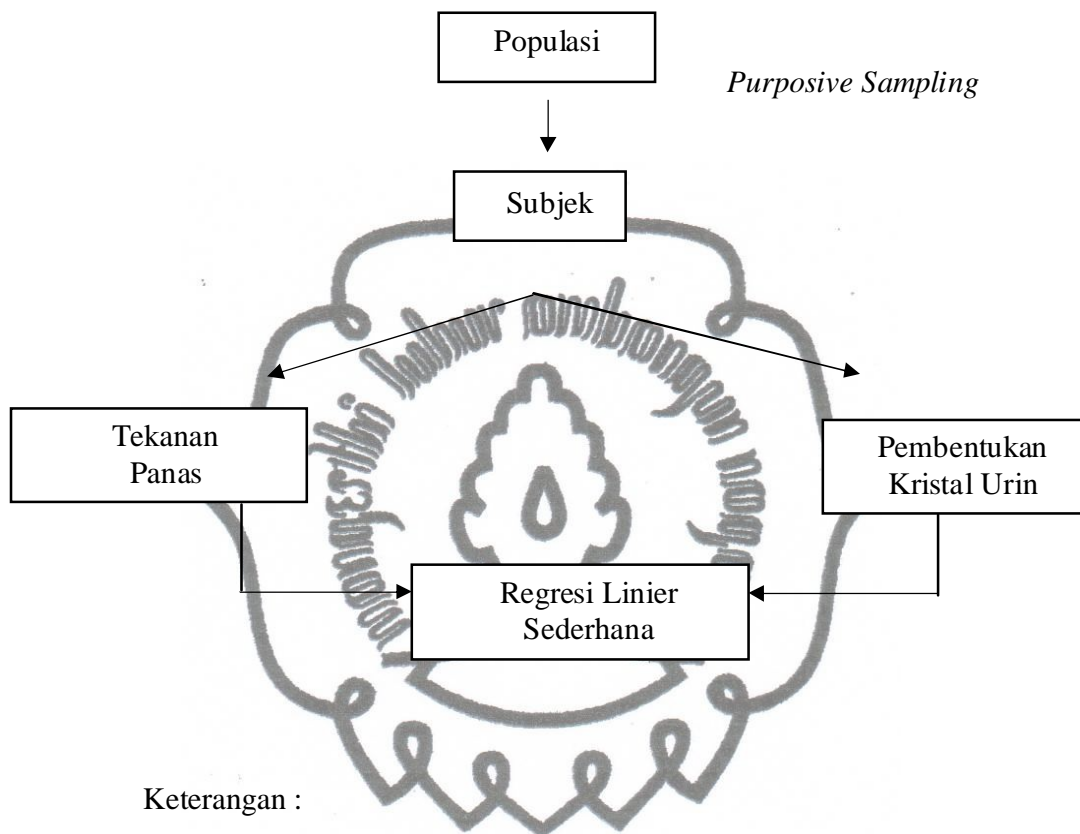 Populasi
Purposive Sampling
Subjek
Tekanan
Panas
Pembentukan
Kristal Urin
Regresi Linier
Sederhana
Keterangan :